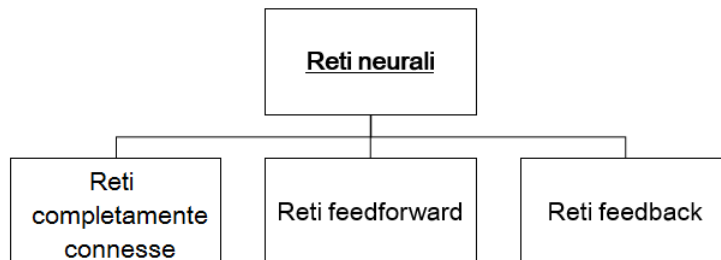 Reti neurali
Reti
completamente
connesse
Reti feedforward
Reti feedback